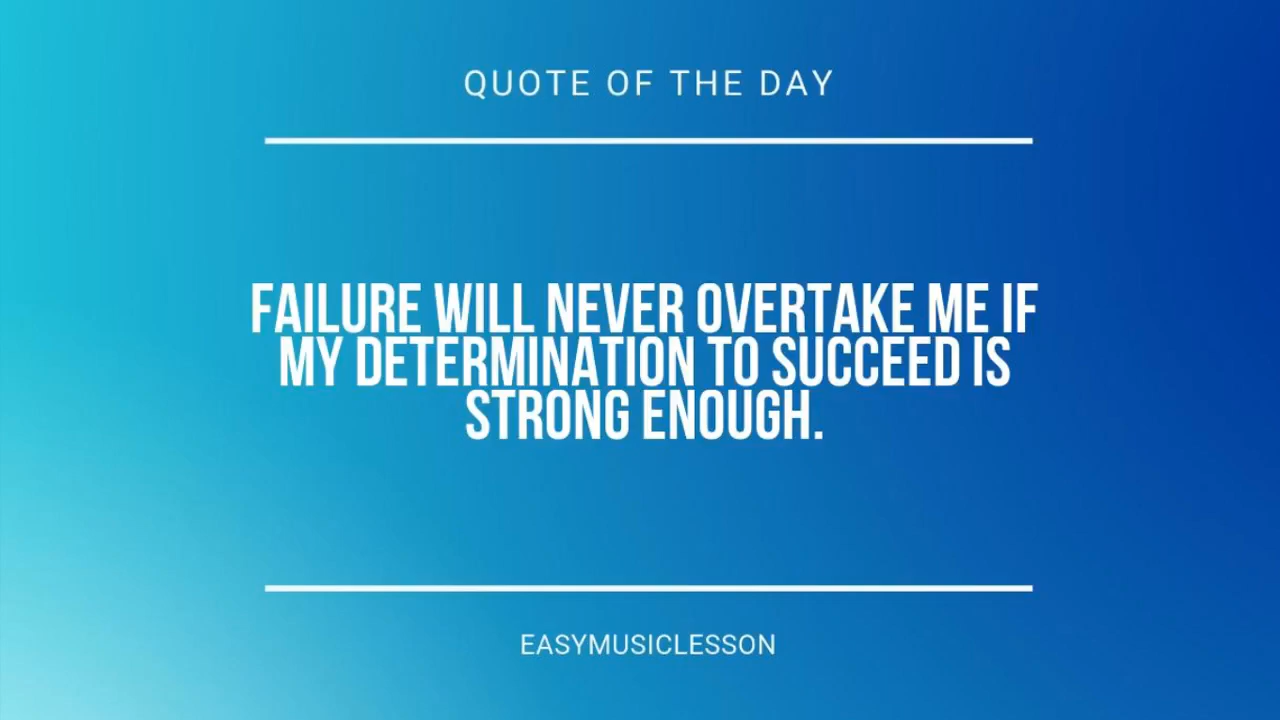 QUOTE OF THE DAY
FAILURE WILL NEVER OVERTAKE ME IF
MY DETERMINATION TO SUCCEED IS
STRONG ENOUGH.
EASYMUSICLESSON